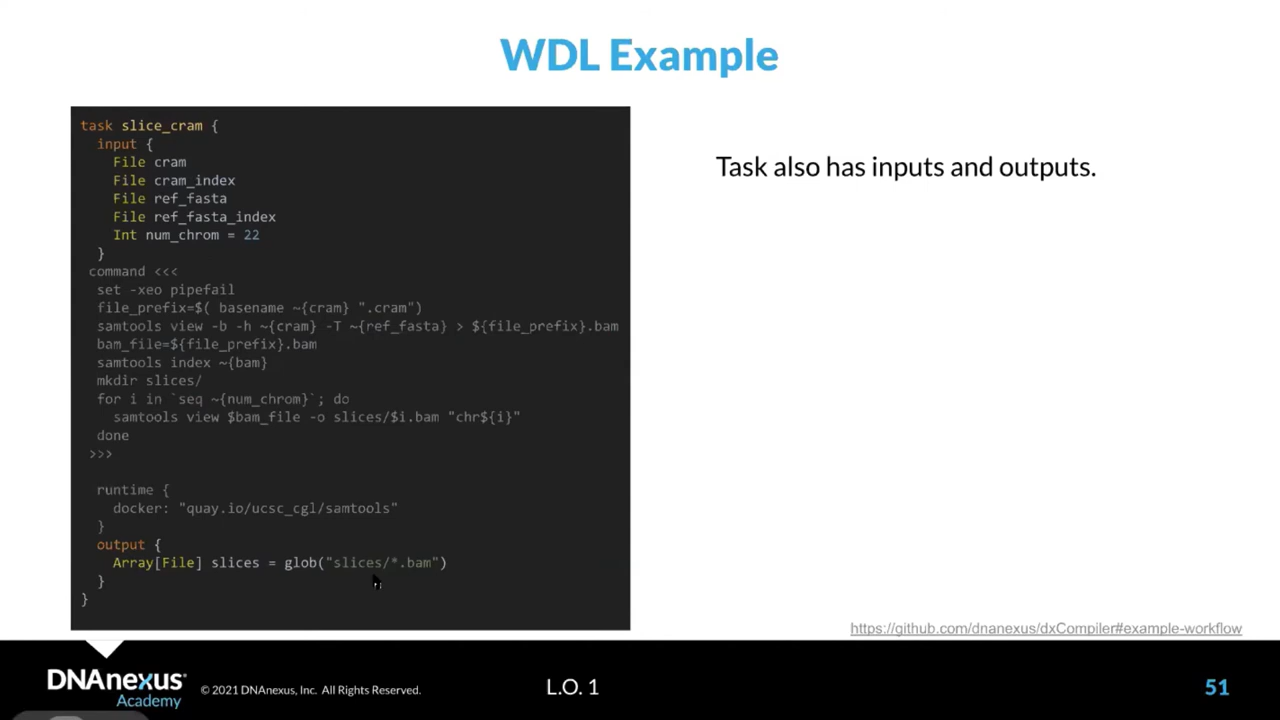 WDL Example
task slice_cram {
  input {
    File cram
    File cram_index
    File ref_fasta
    File ref_fasta_index
    Int num_chrom = 22
  }
 command <<<
  set -xeo pipefail
  file_prefix=$( basename ~{cram} ".cram")
  samtools view -b -h ~{cram} -T ~{ref_fasta} > ${file_prefix}.bam
  bam_file=${file_prefix}.bam
  samtools index ~{bam}
  mkdir slices/
  for i in `seq ~{num_chrom}`; do
    samtools view $bam_file -o slices/$i.bam "chr${i}"
  done
 >>>
  runtime {
    docker: "quay.io/ucsc_cgl/samtools"
  }
  output {
    Array[File] slices = glob("slices/*.bam")
  }
}
Task also has inputs and outputs.
https://github.com/dnanexus/dxCompiler#example-workflow
DNAnexus®
Academy
© 2021 DNAnexus, Inc. All Rights Reserved.
L.O. 1
51